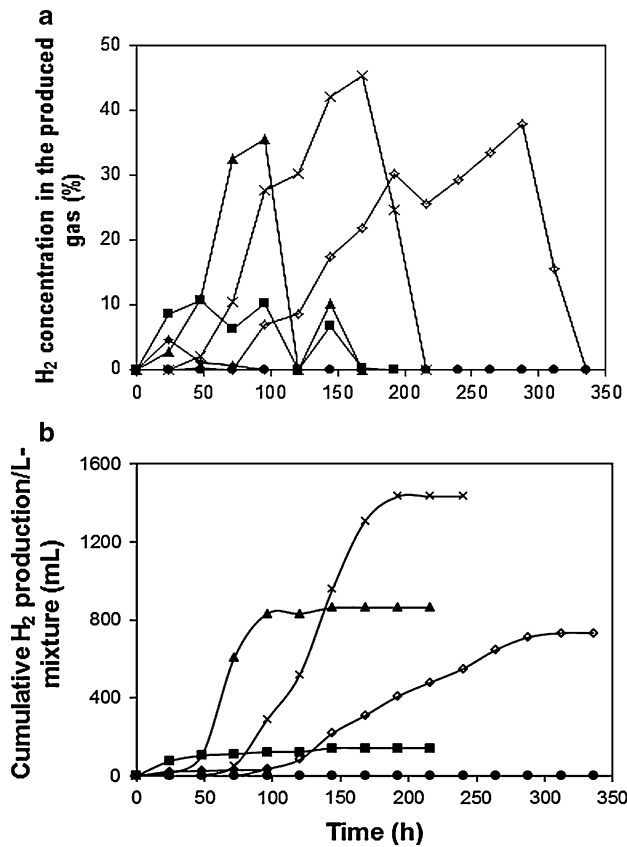 a
H2 concentration in the produced
gas (%)
50
40
30
20
10
0
0 50 100 150 200 250 300 350
b
Cumulative H2 production/L-
mixture (mL)
1600
1200
800
400
0
0 50 100 150 200 250 300 350
Time (h)